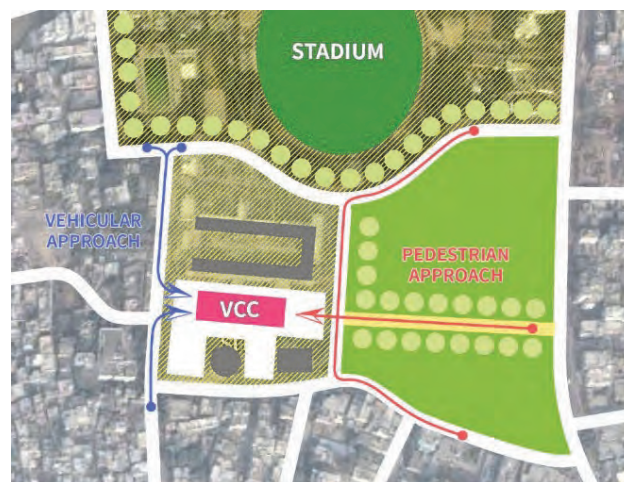 STADIUM
VEHICULAR
APPROACH
PEDESTRIAN
APPROACH
VCC